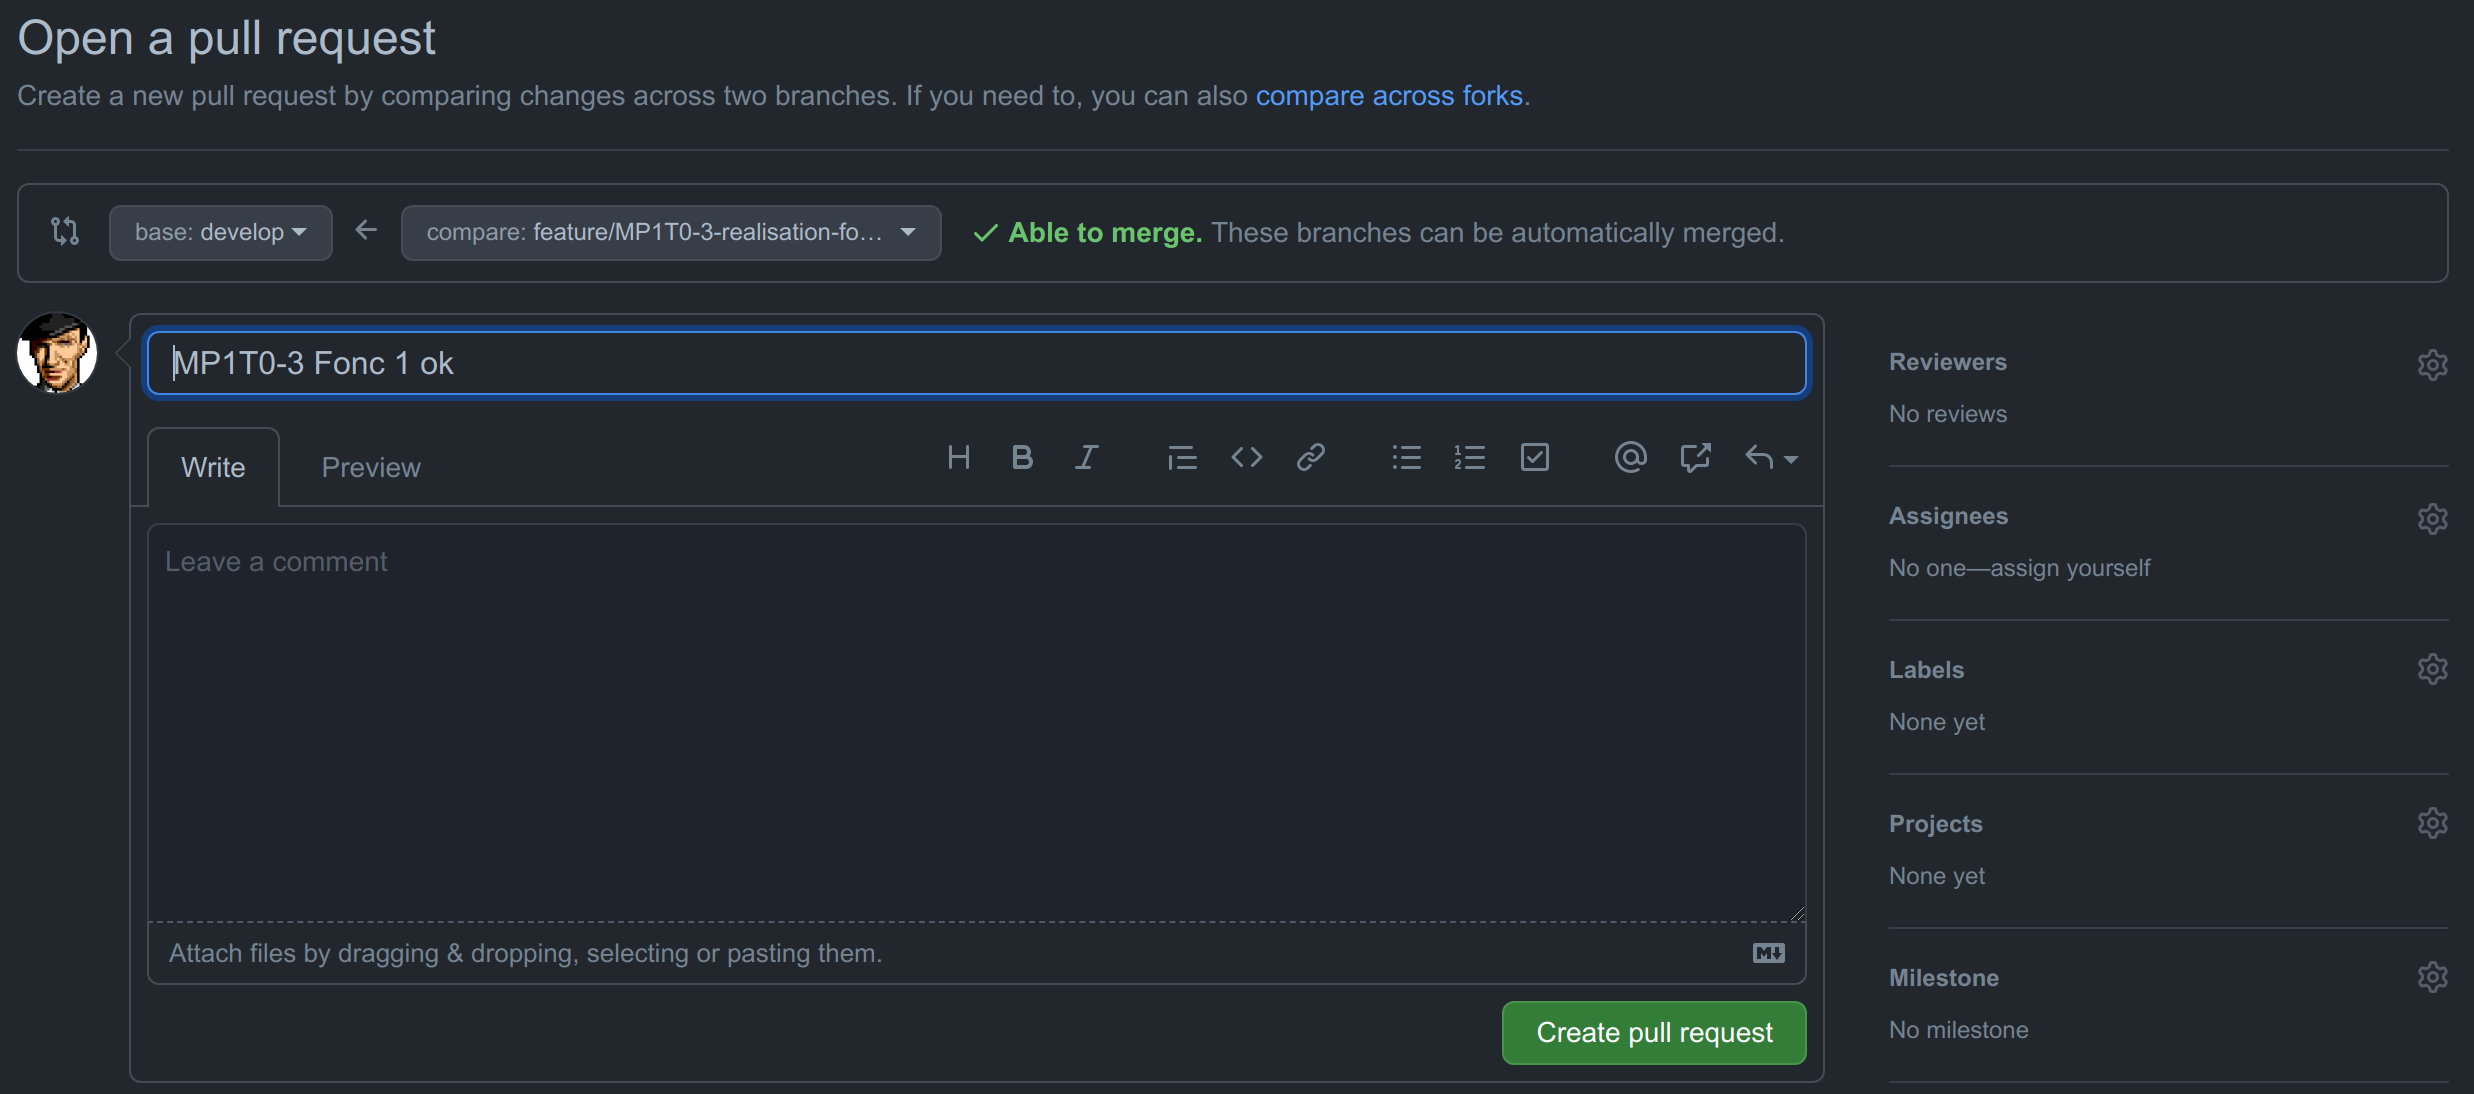 Open a pull request
Create a new pull request by comparing changes across two branches. If you need to, you can also compare across forks.
base: develop
compare: feature/MP1T0-3-realisation-fo…
Able to merge. These branches can be automatically merged.
MP1T0-3 Fonc 1 ok
Write
Preview
Leave a comment
Attach files by dragging & dropping, selecting or pasting them.
Create pull request
Reviewers
No reviews
Assignees
No one—assign yourself
Labels
None yet
Projects
None yet
Milestone
No milestone